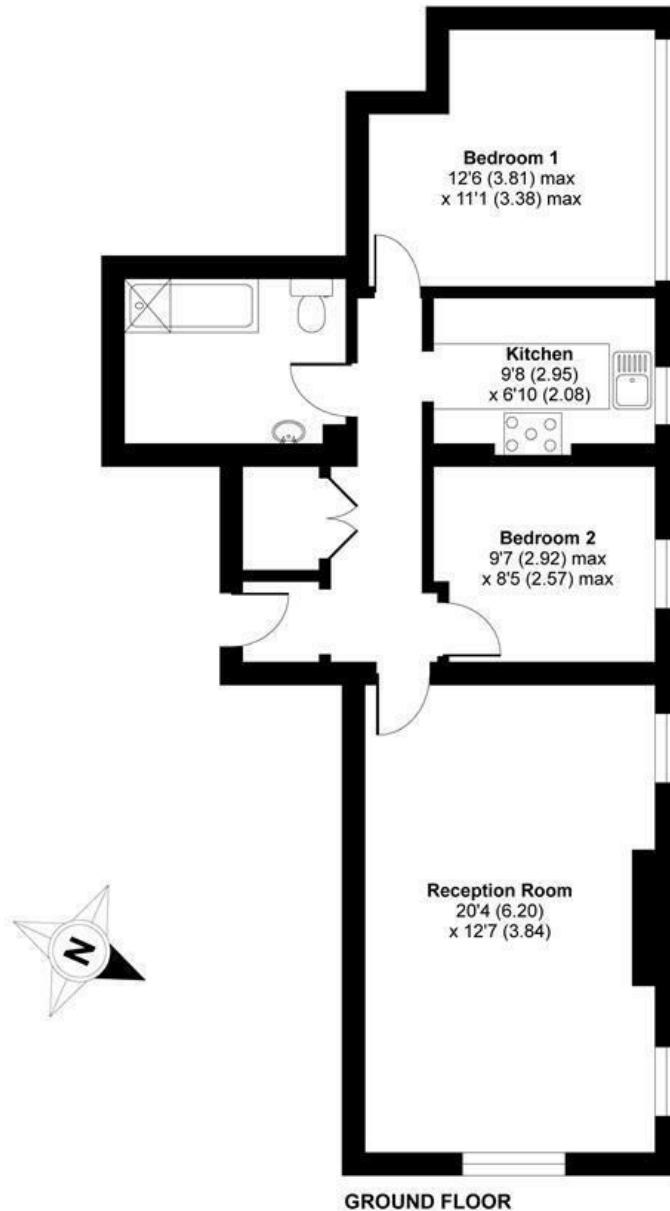 Bedroom 1
12'6 (3.81) max
x 11'1 (3.38) max
Kitchen
9'8 (2.95)
x 6'10 (2.08)
Bedroom 2
9'7 (2.92) max
x 8'5 (2.57) max
Reception Room
20'4 (6.20)
x 12'7 (3.84)
N
GROUND FLOOR